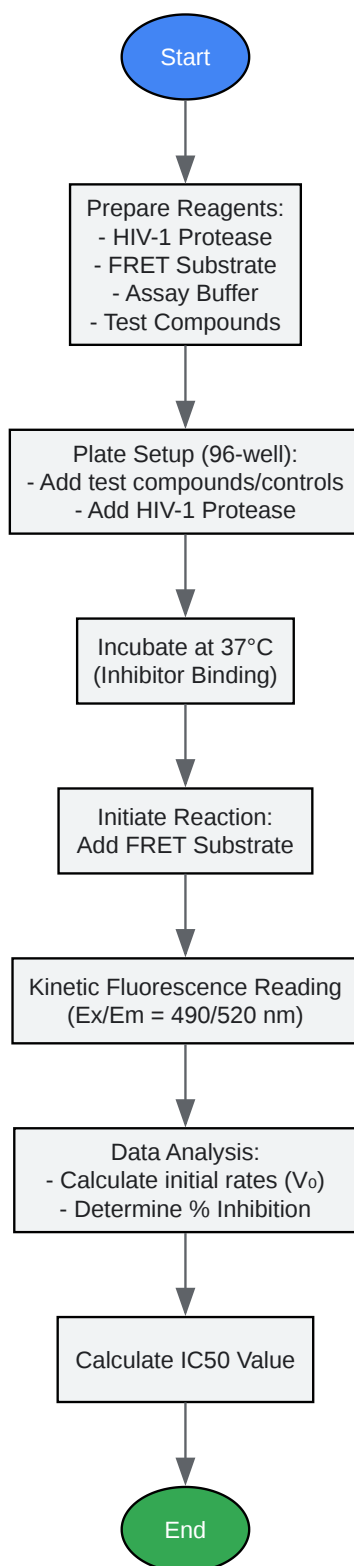 Start
Prepare Reagents:
- HIV-1 Protease
- FRET Substrate
- Assay Buffer
- Test Compounds
Plate Setup (96-well):
- Add test compounds/controls
- Add HIV-1 Protease
Incubate at 37°C
(Inhibitor Binding)
Initiate Reaction:
Add FRET Substrate
Kinetic Fluorescence Reading
(Ex/Em = 490/520 nm)
Data Analysis:
- Calculate initial rates (V₀)
- Determine % Inhibition
Calculate IC50 Value
End